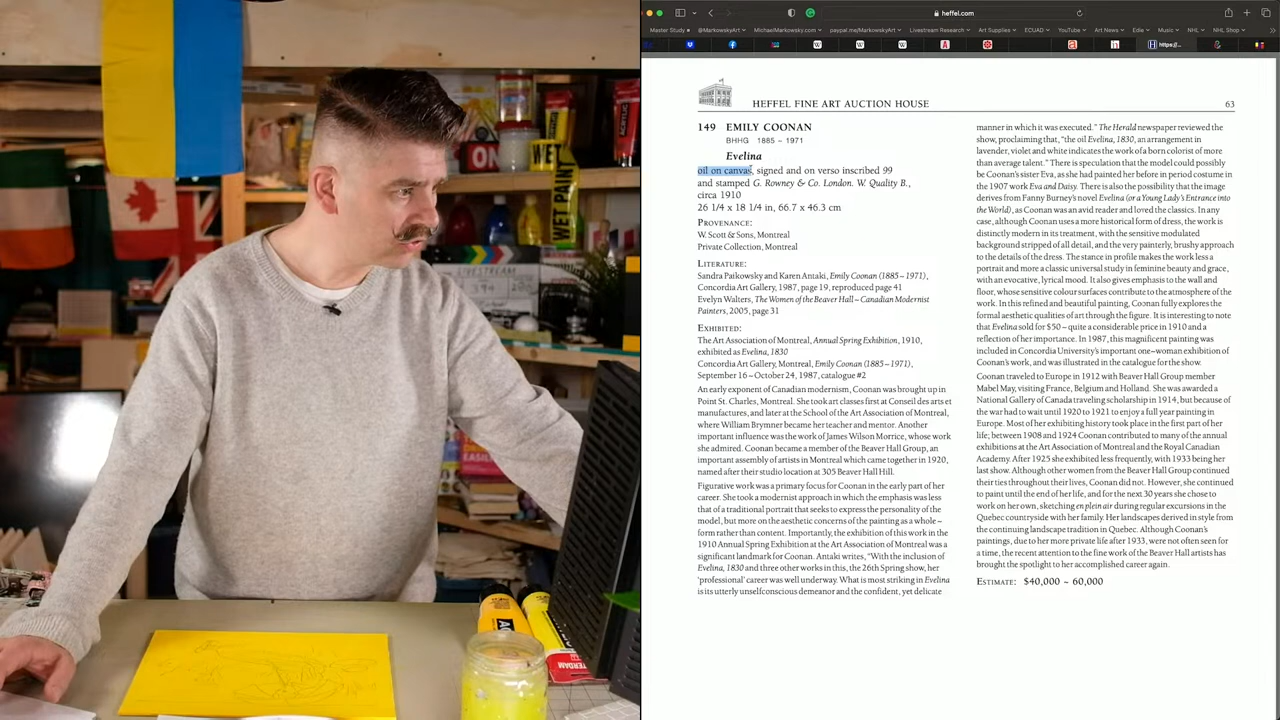 heffel.com
Master Study
@MarkowskyArt
MichaelMarkowsky.com
paypal.me/MarkowskyArt
Livestream Research
Art Supplies
ECUAD
YouTube
Art News
Edie
Music
NHL
NHL Shop
https://...
HEFFEL FINE ART AUCTION HOUSE 63
149 EMILY COONAN
BHHG 1885 – 1971
Evelina
oil on canvas, signed and on verso inscribed 99
and stamped G. Rowney & Co. London. W. Quality B.,
circa 1910
26 1/4 x 18 1/4 in, 66.7 x 46.3 cm
PROVENANCE:
W. Scott & Sons, Montreal
Private Collection, Montreal
LITERATURE:
Sandra Paikowsky and Karen Antaki, Emily Coonan (1885–1971),
Concordia Art Gallery, 1987, page 19, reproduced page 41
Evelyn Walters, The Women of the Beaver Hall – Canadian Modernist
Painters, 2005, page 31
EXHIBITED:
The Art Association of Montreal, Annual Spring Exhibition, 1910,
exhibited as Evelina, 1830
Concordia Art Gallery, Montreal, Emily Coonan (1885–1971),
September 16 – October 24, 1987, catalogue #2
An early exponent of Canadian modernism, Coonan was brought up in
Point St. Charles, Montreal. She took art classes first at Conseil des arts et
manufactures, and later at the School of the Art Association of Montreal,
where William Brymner became her teacher and mentor. Another
important influence was the work of James Wilson Morrice, whose work
she admired. Coonan became a member of the Beaver Hall Group, an
important assembly of artists in Montreal which came together in 1920,
named after their studio location at 305 Beaver Hall Hill.
Figurative work was a primary focus for Coonan in the early part of her
career. She took a modernist approach in which the emphasis was less
that of a traditional portrait that seeks to express the personality of the
model, but more on the aesthetic concerns of the painting as a whole –
form rather than content. Importantly, the exhibition of this work in the
1910 Annual Spring Exhibition at the Art Association of Montreal was a
significant landmark for Coonan. Antaki writes, "With the inclusion of
Evelina, 1830 and three other works in this, the 26th Spring show, her
'professional' career was well underway. What is most striking in Evelina
is its utterly unselfconscious demeanor and the confident, yet delicate
manner in which it was executed." The Herald newspaper reviewed the
show, proclaiming that, "the oil Evelina, 1830, an arrangement in
lavender, violet and white indicates the work of a born colorist of more
than average talent." There is speculation that the model could possibly
be Coonan's sister Eva, as she had painted her before in period costume in
the 1907 work Eva and Daisy. There is also the possibility that the image
derives from Fanny Burney's novel Evelina (or a Young Lady's Entrance into
the World), as Coonan was an avid reader and loved the classics. In any
case, although Coonan uses a more historical form of dress, the work is
distinctly modern in its treatment, with the sensitive modulated
background stripped of all detail, and the very painterly, brushy approach
to the details of the dress. The stance in profile makes the work less a
portrait and more a classic universal study in feminine beauty and grace,
with an evocative, lyrical mood. It also gives emphasis to the wall and
floor, whose sensitive colour surfaces contribute to the atmosphere of the
work. In this refined and beautiful painting, Coonan fully explores the
formal aesthetic qualities of art through the figure. It is interesting to note
that Evelina sold for $50 – quite a considerable price in 1910 and a
reflection of her importance. In 1987, this magnificent painting was
included in Concordia University's important one-woman exhibition of
Coonan's work, and was illustrated in the catalogue for the show.
Coonan traveled to Europe in 1912 with Beaver Hall Group member
Mabel May, visiting France, Belgium and Holland. She was awarded a
National Gallery of Canada traveling scholarship in 1914, but because of
the war had to wait until 1920 to 1921 to enjoy a full year painting in
Europe. Most of her exhibiting history took place in the first part of her
life; between 1908 and 1924 Coonan contributed to many of the annual
exhibitions at the Art Association of Montreal and the Royal Canadian
Academy. After 1925 she exhibited less frequently, with 1933 being her
last show. Although other women from the Beaver Hall Group continued
their ties throughout their lives, Coonan did not. However, she continued
to paint until the end of her life, and for the next 30 years she chose to
work on her own, sketching en plein air during regular excursions in the
Quebec countryside with her family. Her landscapes derived in style from
the continuing landscape tradition in Quebec. Although Coonan's
paintings, due to her more private life after 1933, were not often seen for
a time, the recent attention to the fine work of the Beaver Hall artists has
brought the spotlight to her accomplished career again.
ESTIMATE: $40,000 ~ 60,000
ON
WET
WET PAINT
ACRYLIC
LIVESTREAM